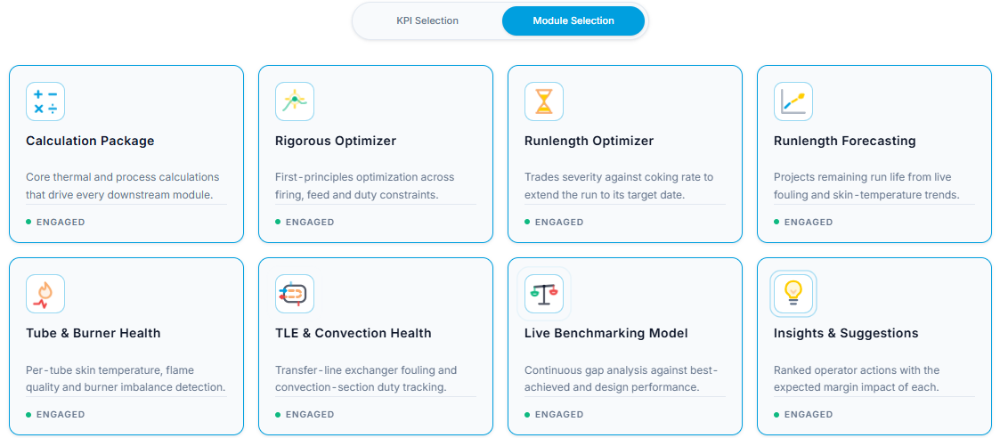 KPI Selection
Module Selection
Calculation Package
Core thermal and process calculations
that drive every downstream module.
ENGAGED
Rigorous Optimizer
First-principles optimization across
firing, feed and duty constraints.
ENGAGED
Runlength Optimizer
Trades severity against coking rate to
extend the run to its target date.
ENGAGED
Runlength Forecasting
Projects remaining run life from live
fouling and skin-temperature trends.
ENGAGED
Tube & Burner Health
Per-tube skin temperature, flame
quality and burner imbalance detection.
ENGAGED
TLE & Convection Health
Transfer-line exchanger fouling and
convection-section duty tracking.
ENGAGED
Live Benchmarking Model
Continuous gap analysis against best-
achieved and design performance.
ENGAGED
Insights & Suggestions
Ranked operator actions with the
expected margin impact of each.
ENGAGED